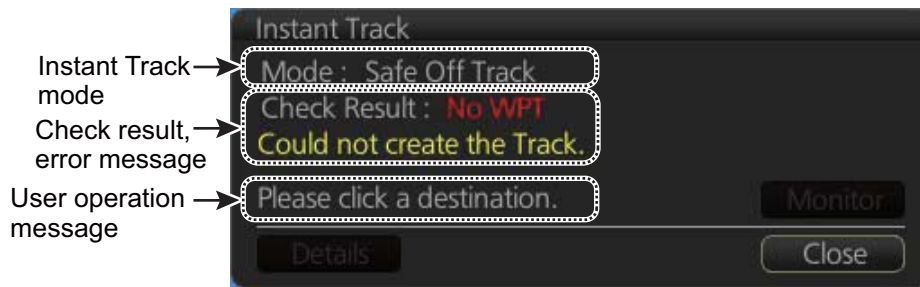 Instant Track
Instant Track
mode
Mode : Safe Off Track
Check result,
error message
Check Result : No WPT
Could not create the Track.
User operation
message
Please click a destination.
Monitor
Details
Close